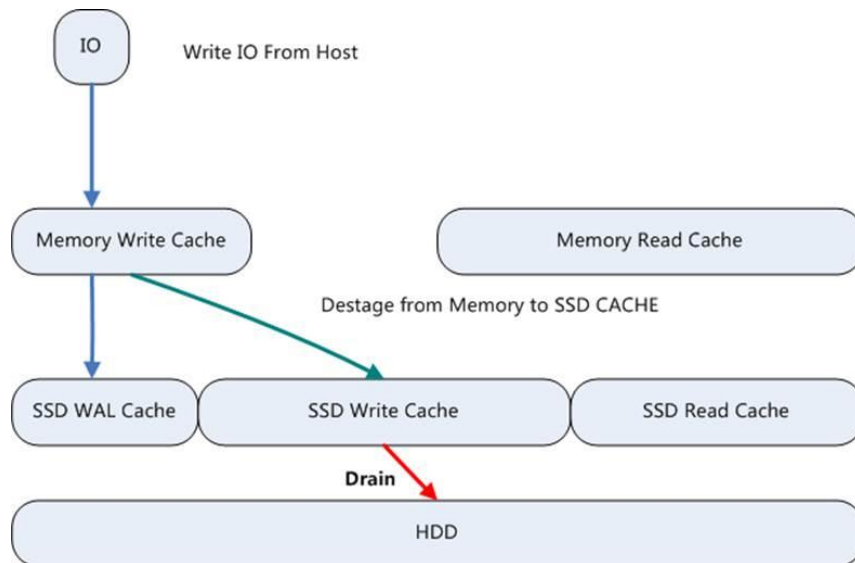 IO
Write IO From Host
Memory Write Cache
Memory Read Cache
Destage from Memory to SSD CACHE
SSD WAL Cache
SSD Write Cache
SSD Read Cache
Drain
HDD